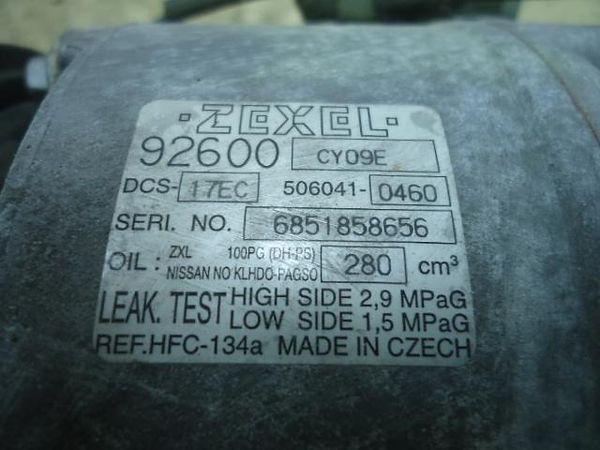 ·ZEXEL·
92600 CY09E
DCS-17EC 506041-0460
SERI. NO. 6851858656
OIL: ZXL 100PG (DH-PS) 280 cm³
NISSAN NO KLHDO-PAGSO
LEAK. TEST HIGH SIDE 2,9 MPaG
LOW SIDE 1,5 MPaG
REF.HFC-134a MADE IN CZECH